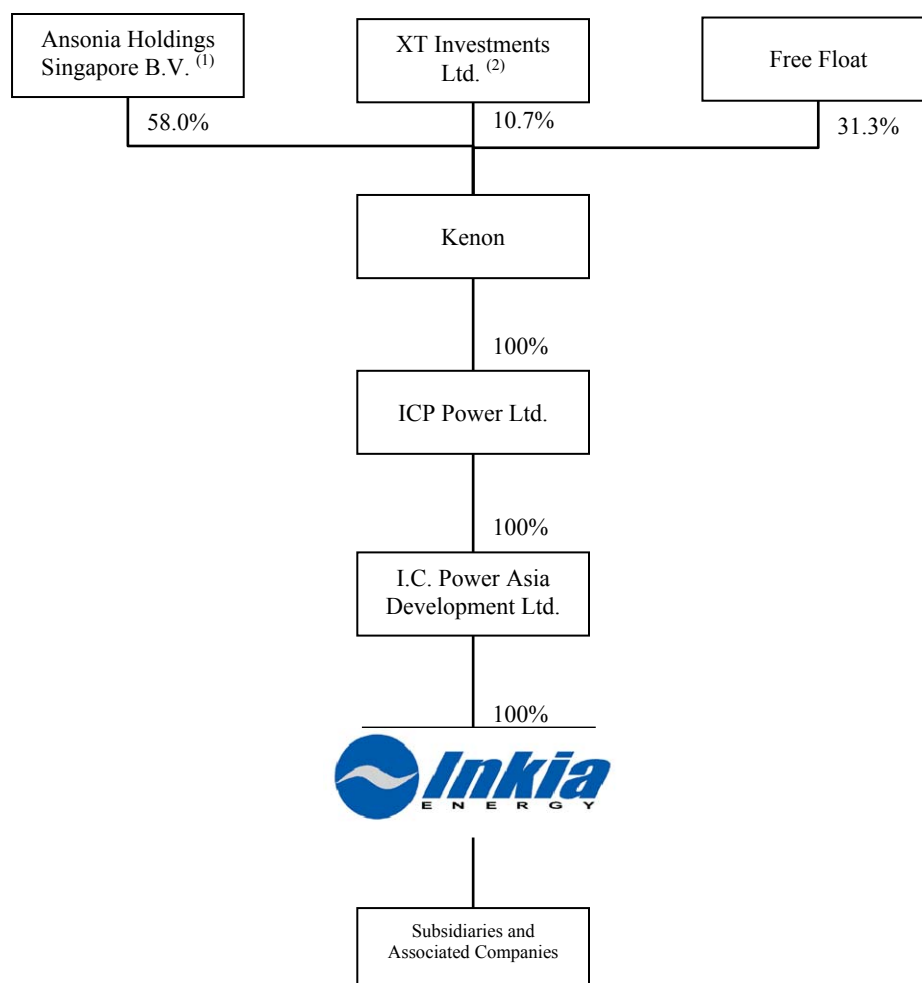 Ansonia Holdings
Singapore B.V. (1)
XT Investments
Ltd. (2)
Free Float
58.0%
10.7%
31.3%
Kenon
100%
ICP Power Ltd.
100%
I.C. Power Asia
Development Ltd.
100%
Inkia
ENERGY
Subsidiaries and
Associated Companies